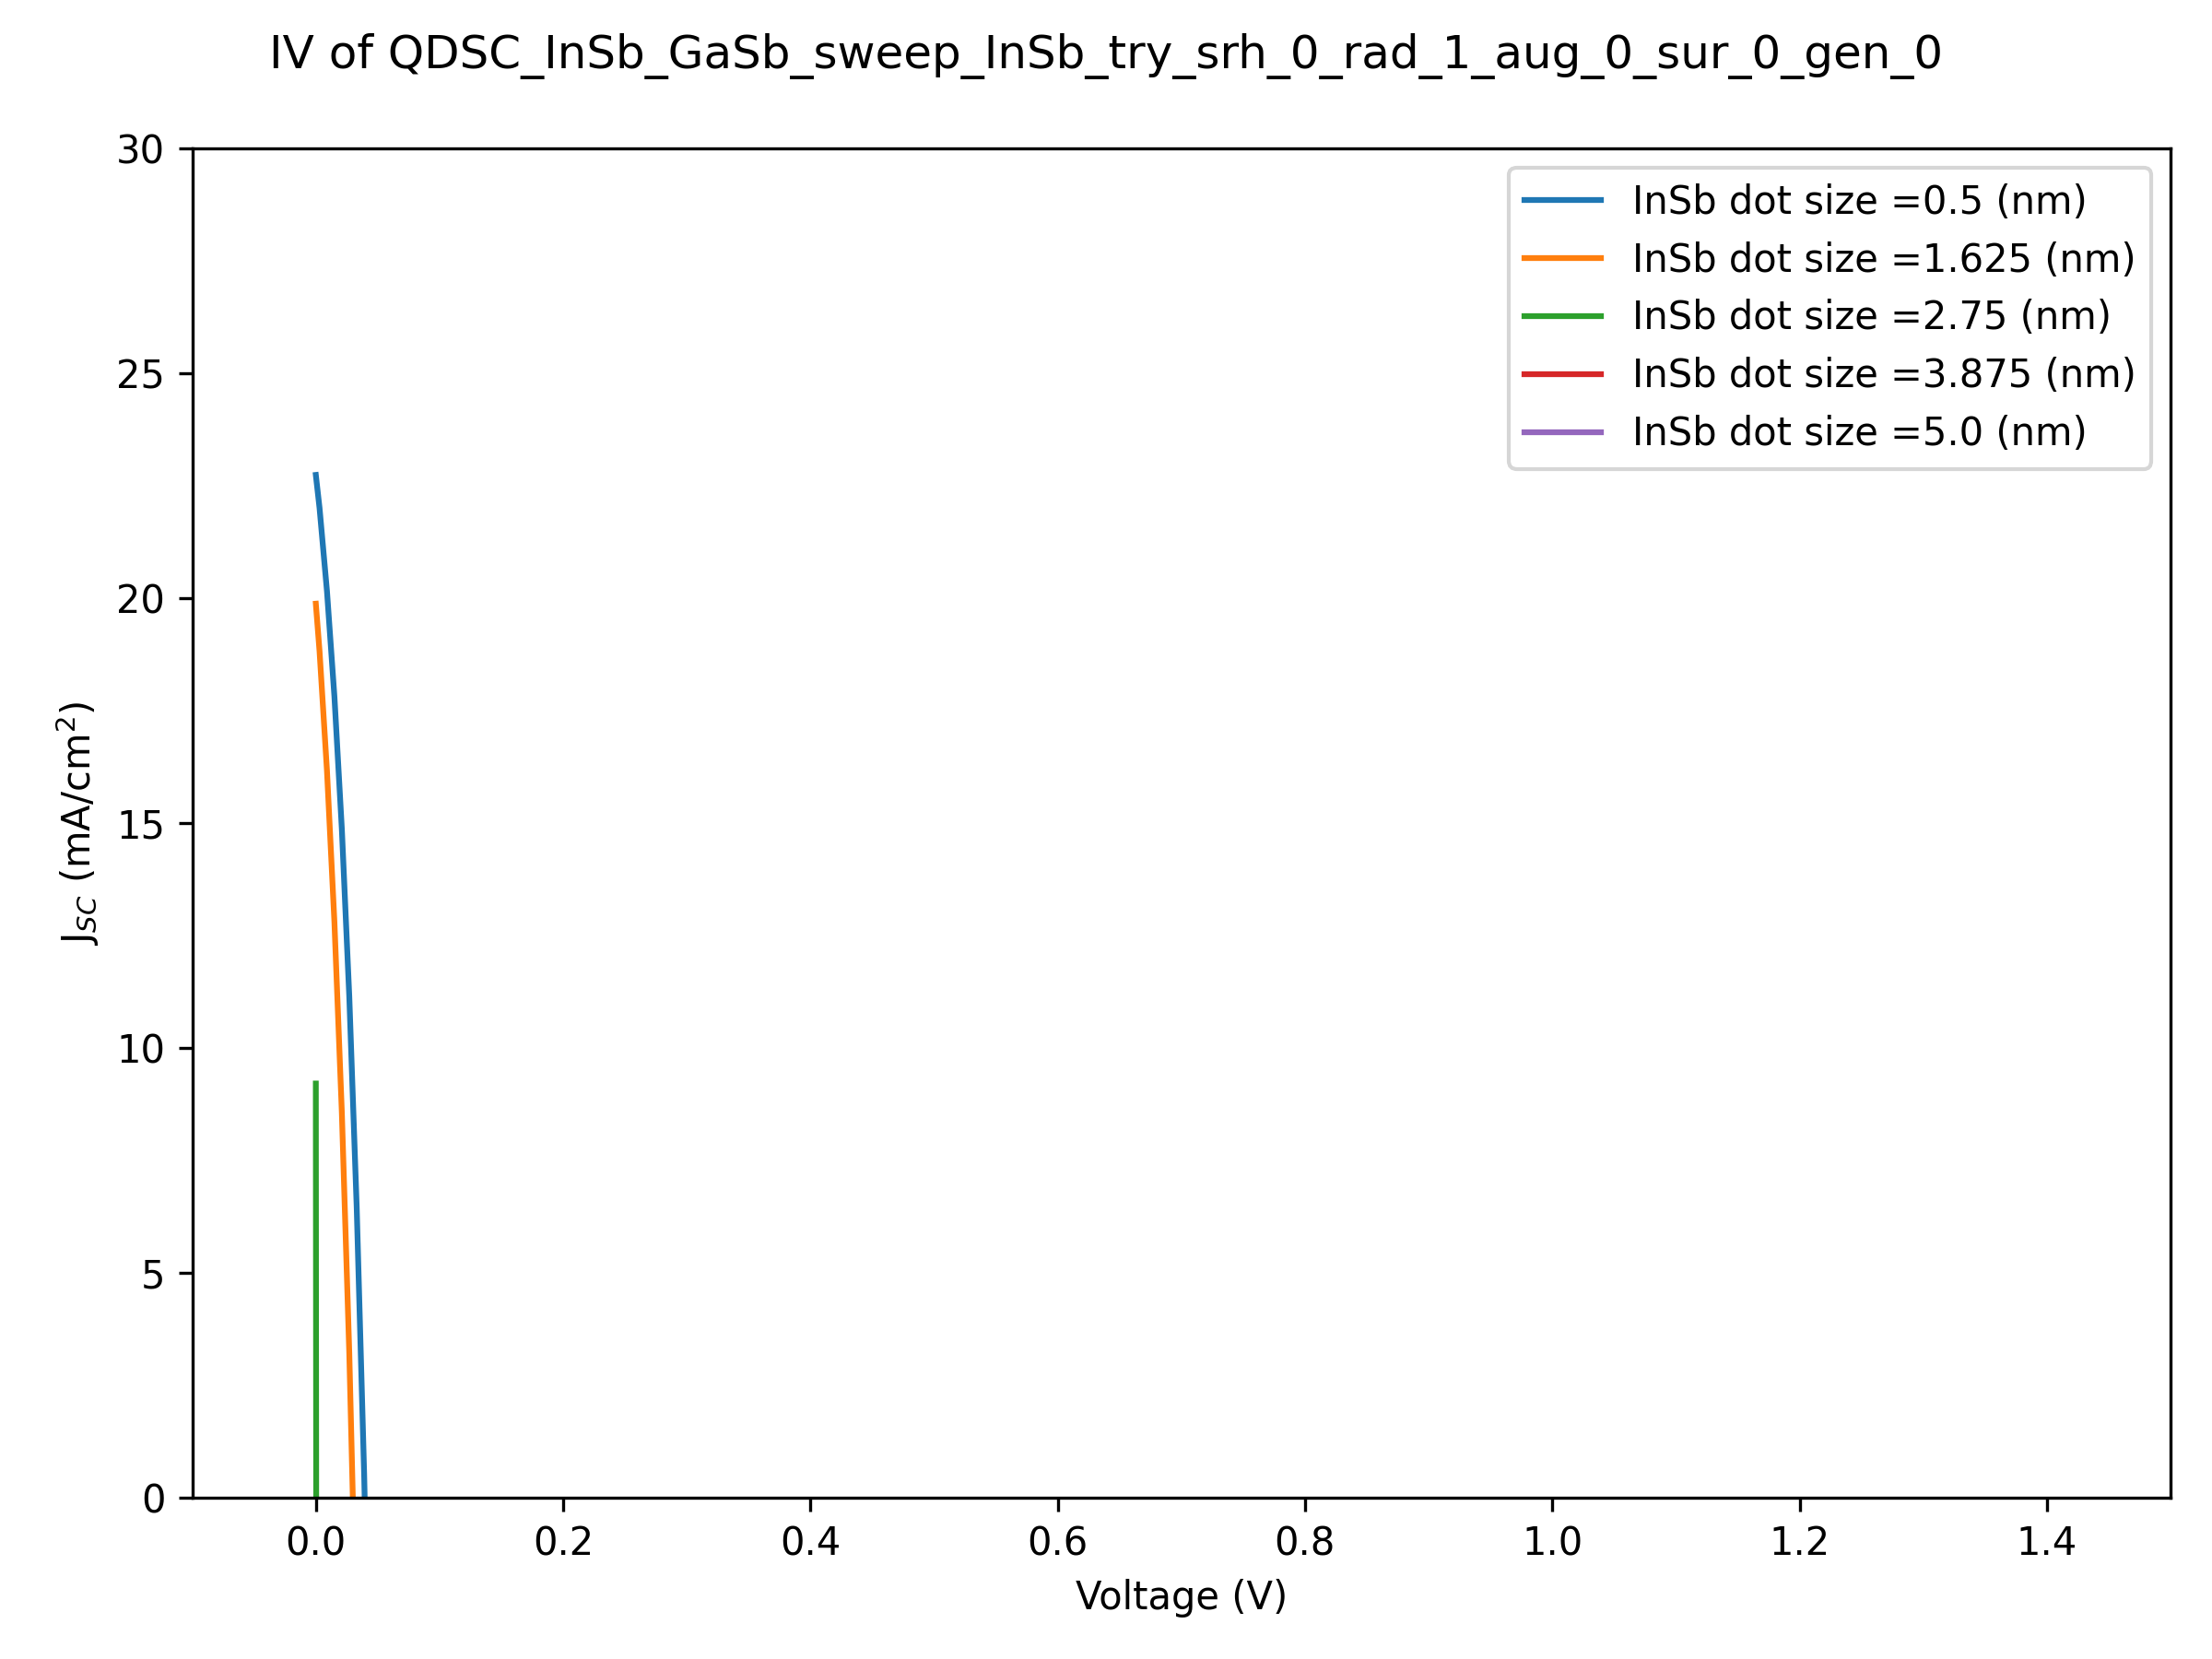 IV of QDSC_InSb_GaSb_sweep_InSb_try_srh_0_rad_1_aug_0_sur_0_gen_0
30
25
20
15
10
5
0
J_SC (mA/cm²)
InSb dot size =0.5 (nm)
InSb dot size =1.625 (nm)
InSb dot size =2.75 (nm)
InSb dot size =3.875 (nm)
InSb dot size =5.0 (nm)
0.0 0.2 0.4 0.6 0.8 1.0 1.2 1.4
Voltage (V)